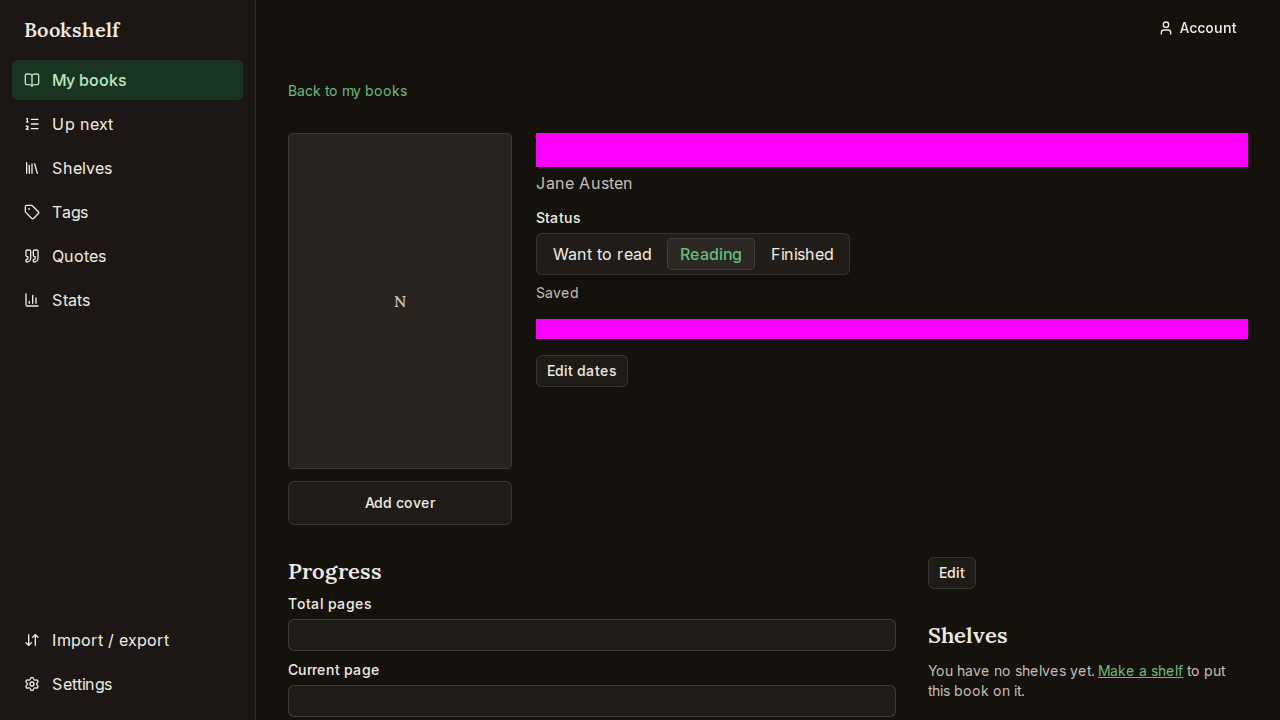 Bookshelf
Account
My books
Up next
Shelves
Tags
Quotes
Stats
Import / export
Settings
Back to my books
N
Add cover
Jane Austen
Status
Want to read
Reading
Finished
Saved
Edit dates
Progress
Total pages
Current page
Edit
Shelves
You have no shelves yet. Make a shelf to put
this book on it.